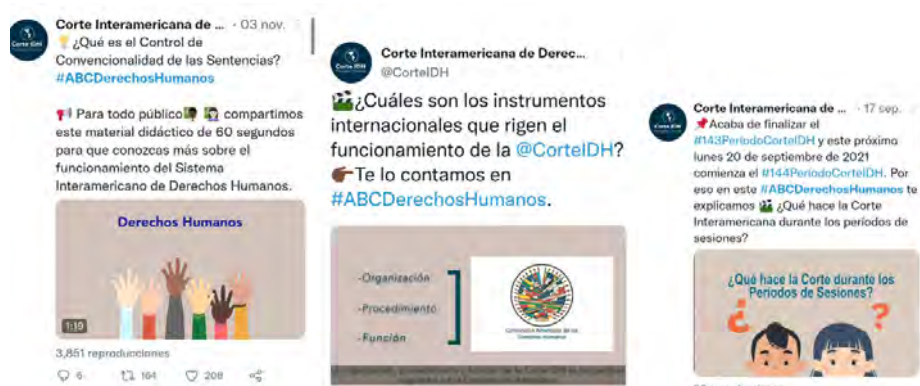 Corte Interamericana de ... · 03 nov.
¿Qué es el Control de
Convencionalidad de las Sentencias?
#ABCDerechosHumanos
Para todo público compartimos
este material didáctico de 60 segundos
para que conozcas más sobre el
funcionamiento del Sistema
Interamericano de Derechos Humanos.
Derechos Humanos
1:19
3,851 reproducciones
6 164 208
Corte Interamericana de Derec...
@CorteIDH
¿Cuáles son los instrumentos
internacionales que rigen el
funcionamiento de la @CorteIDH?
Te lo contamos en
#ABCDerechosHumanos.
-Organización
-Procedimiento
-Función
Corte Interamericana de ... · 17 sep.
Acaba de finalizar el
#143PeriodoCorteIDH y este próximo
lunes 20 de septiembre de 2021
comienza el #144PeriodoCorteIDH. Por
eso en este #ABCDerechosHumanos te
explicamos ¿Qué hace la Corte
Interamericana durante los periodos de
sesiones?
¿Qué hace la Corte durante los
Periodos de Sesiones?